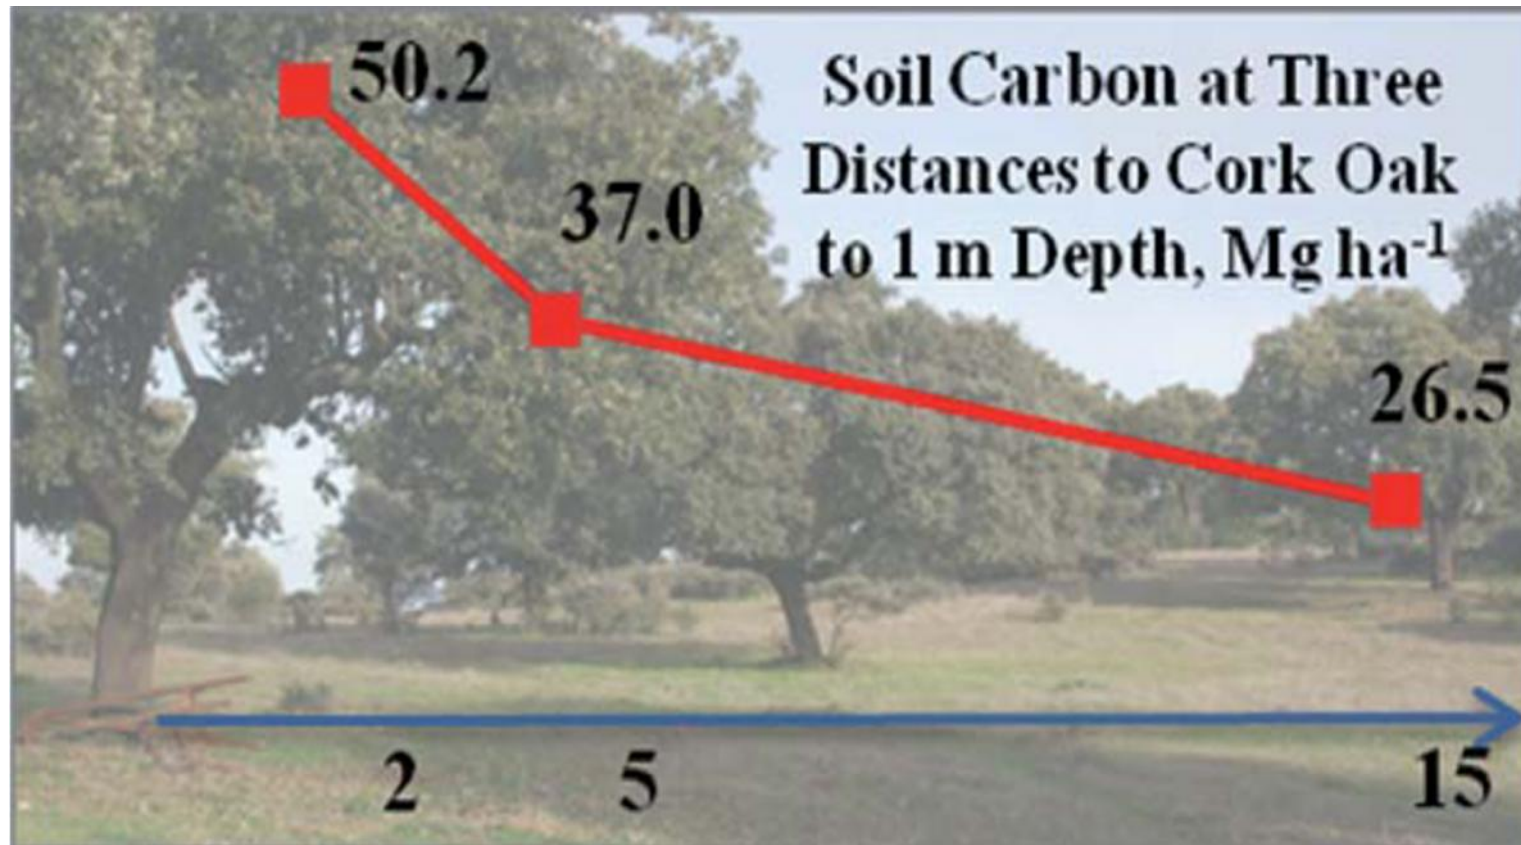 50.2
Soil Carbon at Three
Distances to Cork Oak
to 1 m Depth, Mg ha⁻¹
37.0
26.5
2 5 15